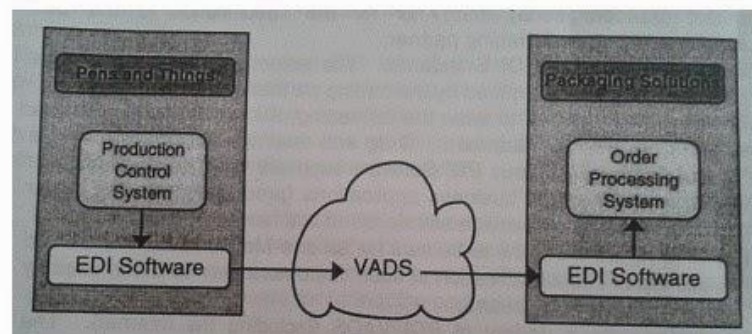 Pens and Things
Production
Control
System
EDI Software
VADS
Packaging Solutions
Order
Processing
System
EDI Software